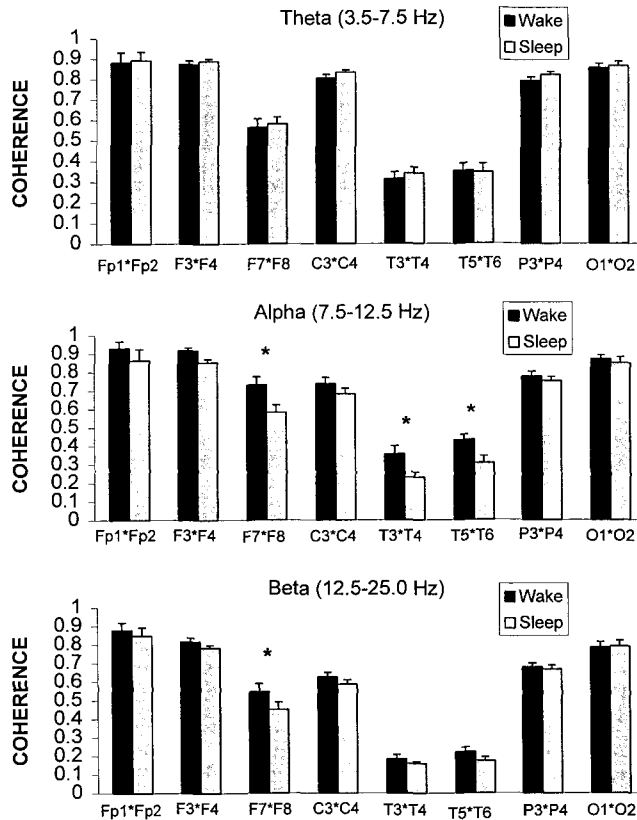 Theta (3.5-7.5 Hz)
Wake
Sleep
COHERENCE
1
0.9
0.8
0.7
0.6
0.5
0.4
0.3
0.2
0.1
0
Fp1*Fp2 F3*F4 F7*F8 C3*C4 T3*T4 T5*T6 P3*P4 O1*O2
Alpha (7.5-12.5 Hz)
Wake
Sleep
COHERENCE
1
0.9
0.8
0.7
0.6
0.5
0.4
0.3
0.2
0.1
0
* * *
Fp1*Fp2 F3*F4 F7*F8 C3*C4 T3*T4 T5*T6 P3*P4 O1*O2
Beta (12.5-25.0 Hz)
Wake
Sleep
COHERENCE
1
0.9
0.8
0.7
0.6
0.5
0.4
0.3
0.2
0.1
0
*
Fp1*Fp2 F3*F4 F7*F8 C3*C4 T3*T4 T5*T6 P3*P4 O1*O2